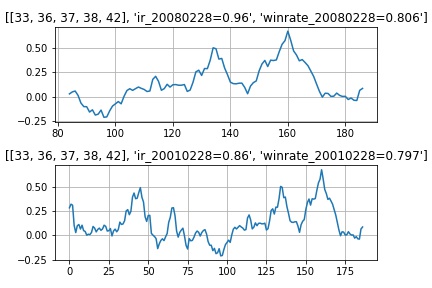 [[33, 36, 37, 38, 42], 'ir_20080228=0.96', 'winrate_20080228=0.806']
0.50
0.25
0.00
−0.25
80 100 120 140 160 180
[[33, 36, 37, 38, 42], 'ir_20010228=0.86', 'winrate_20010228=0.797']
0.50
0.25
0.00
−0.25
0 25 50 75 100 125 150 175